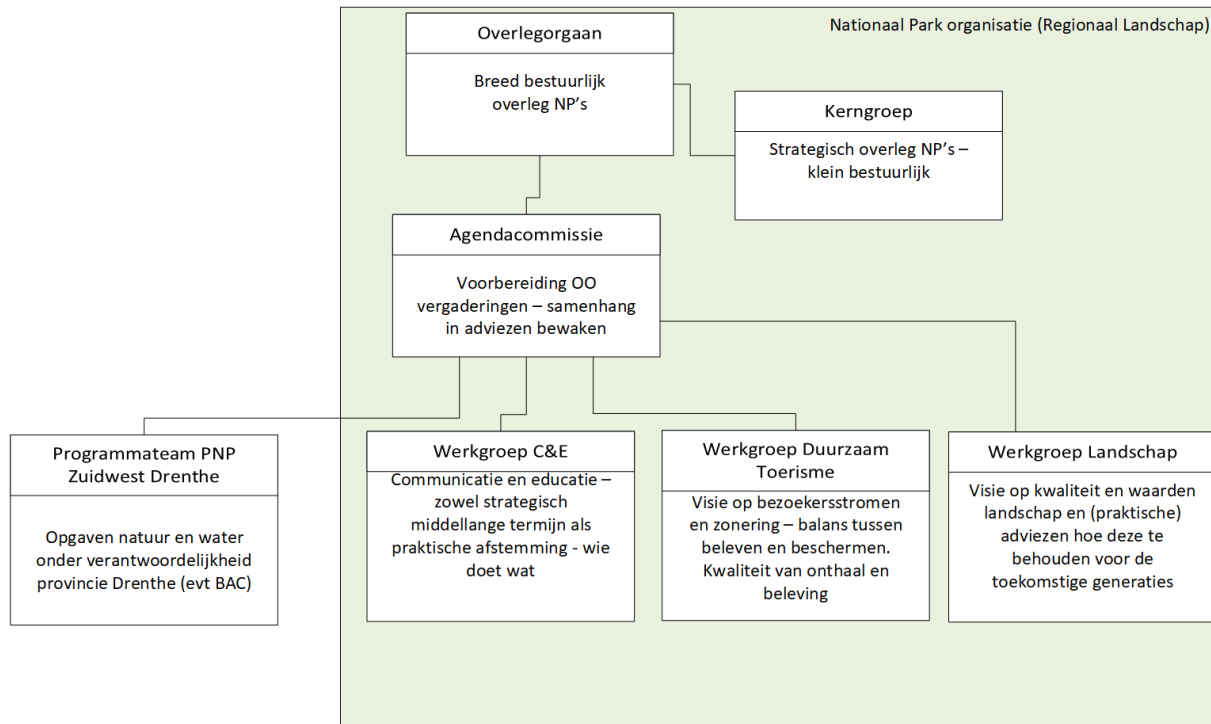 Nationaal Park organisatie (Regionaal Landschap)
Overlegorgaan
Breed bestuurlijk
overleg NP’s
Kerngroep
Strategisch overleg NP’s –
klein bestuurlijk
Agendacommissie
Voorbereiding OO
vergaderingen – samenhang
in adviezen bewaken
Programmateam PNP
Zuidwest Drenthe
Opgaven natuur en water
onder verantwoordelijkheid
provincie Drenthe (evt BAC)
Werkgroep C&E
Communicatie en educatie –
zowel strategisch
middellange termijn als
praktische afstemming - wie
doet wat
Werkgroep Duurzaam
Toerisme
Visie op bezoekersstromen
en zonering – balans tussen
beleven en beschermen.
Kwaliteit van onthaal en
beleving
Werkgroep Landschap
Visie op kwaliteit en waarden
landschap en (praktische)
adviezen hoe deze te
behouden voor de
toekomstige generaties